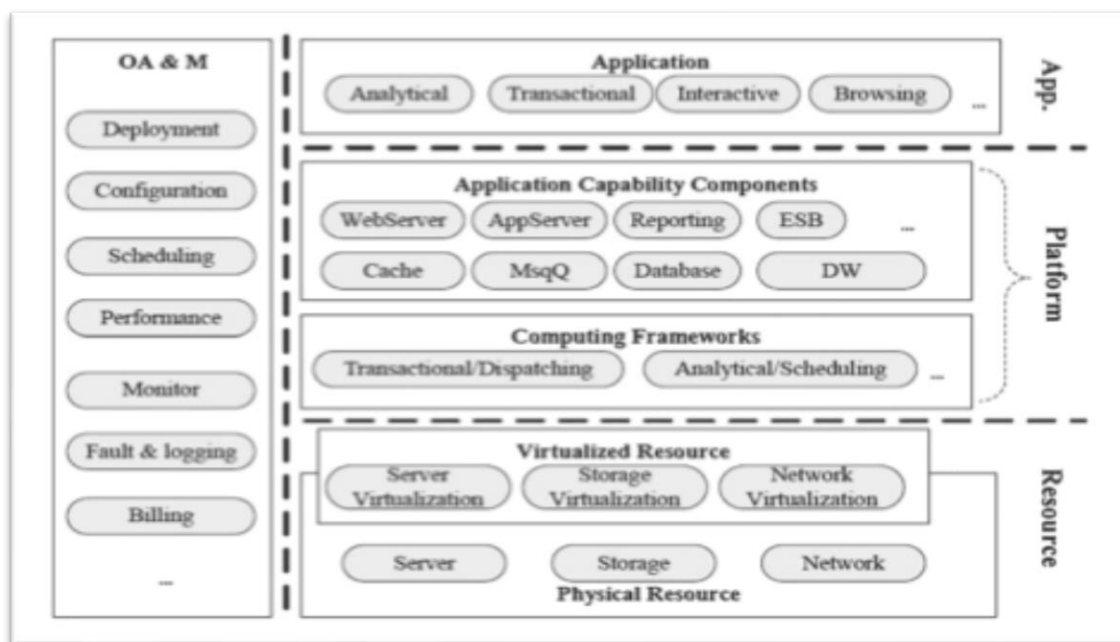 OA & M
Deployment
Configuration
Scheduling
Performance
Monitor
Fault & logging
Billing
...
Application
Analytical Transactional Interactive Browsing ...
App.
Application Capability Components
WebServer AppServer Reporting ESB ...
Cache MsqQ Database DW
Computing Frameworks
Transactional/Dispatching Analytical/Scheduling ...
Platform
Virtualized Resource
Server Virtualization Storage Virtualization Network Virtualization
Server Storage Network
Physical Resource
Resource